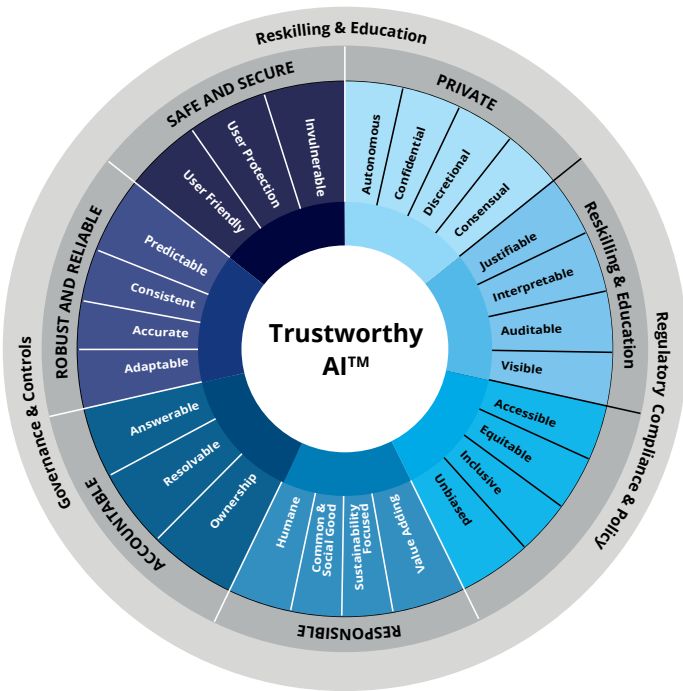 Reskilling & Education
SAFE AND SECURE
PRIVATE
Reskilling & Education
ROBUST AND RELIABLE
ACCOUNTABLE
RESPONSIBLE
Governance & Controls
Regulatory Compliance & Policy
Invulnerable
User Protection
User Friendly
Autonomous
Confidential
Discretional
Consensual
Justifiable
Interpretable
Auditable
Visible
Accessible
Equitable
Inclusive
Unbiased
Value Adding
Sustainability
Focused
Common &
Social Good
Humane
Ownership
Resolvable
Answerable
Adaptable
Accurate
Consistent
Predictable
Trustworthy
AI™